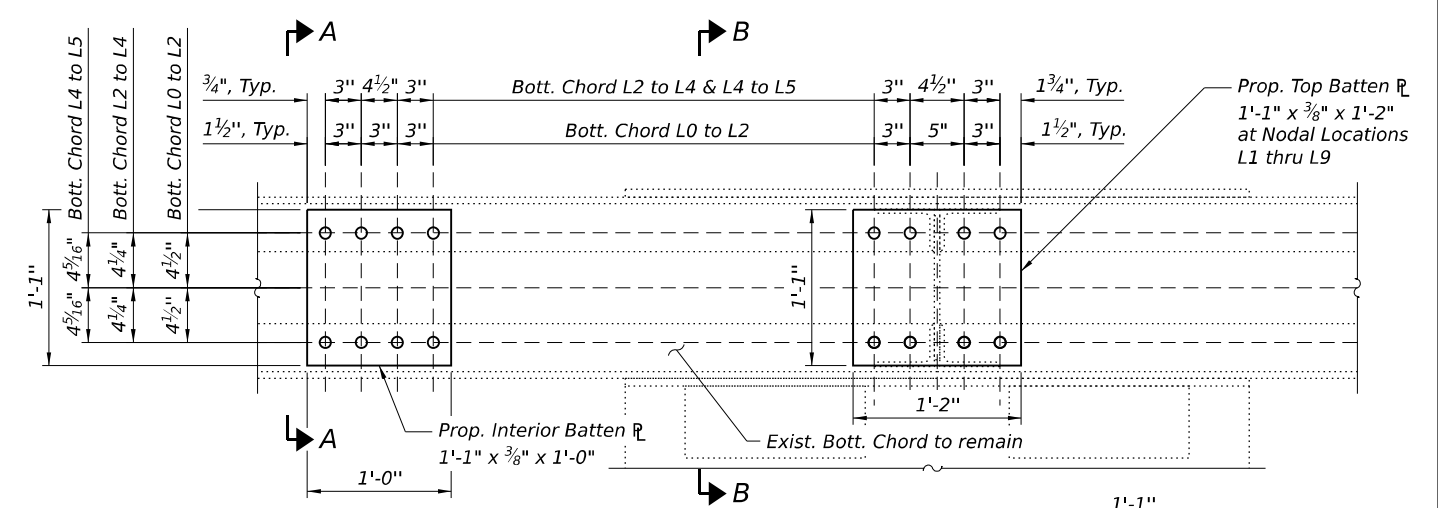 A
B
¾", Typ.
3"
4½"
3"
Bott. Chord L2 to L4 & L4 to L5
3"
4½"
3"
1¾", Typ.
1½", Typ.
3"
3"
3"
Bott. Chord L0 to L2
3"
5"
3"
1½", Typ.
Prop. Top Batten ℄
1'-1" x ⅜" x 1'-2"
at Nodal Locations
L1 thru L9
Bott. Chord L4 to L5
Bott. Chord L2 to L4
Bott. Chord L0 to L2
1'-1"
4⁵⁄₁₆"
4¼"
4½"
4⁵⁄₁₆"
4¼"
4½"
1'-1"
1'-2"
A
Prop. Interior Batten ℄
1'-1" x ⅜" x 1'-0"
Exist. Bott. Chord to remain
1'-0"
B
1'-1"